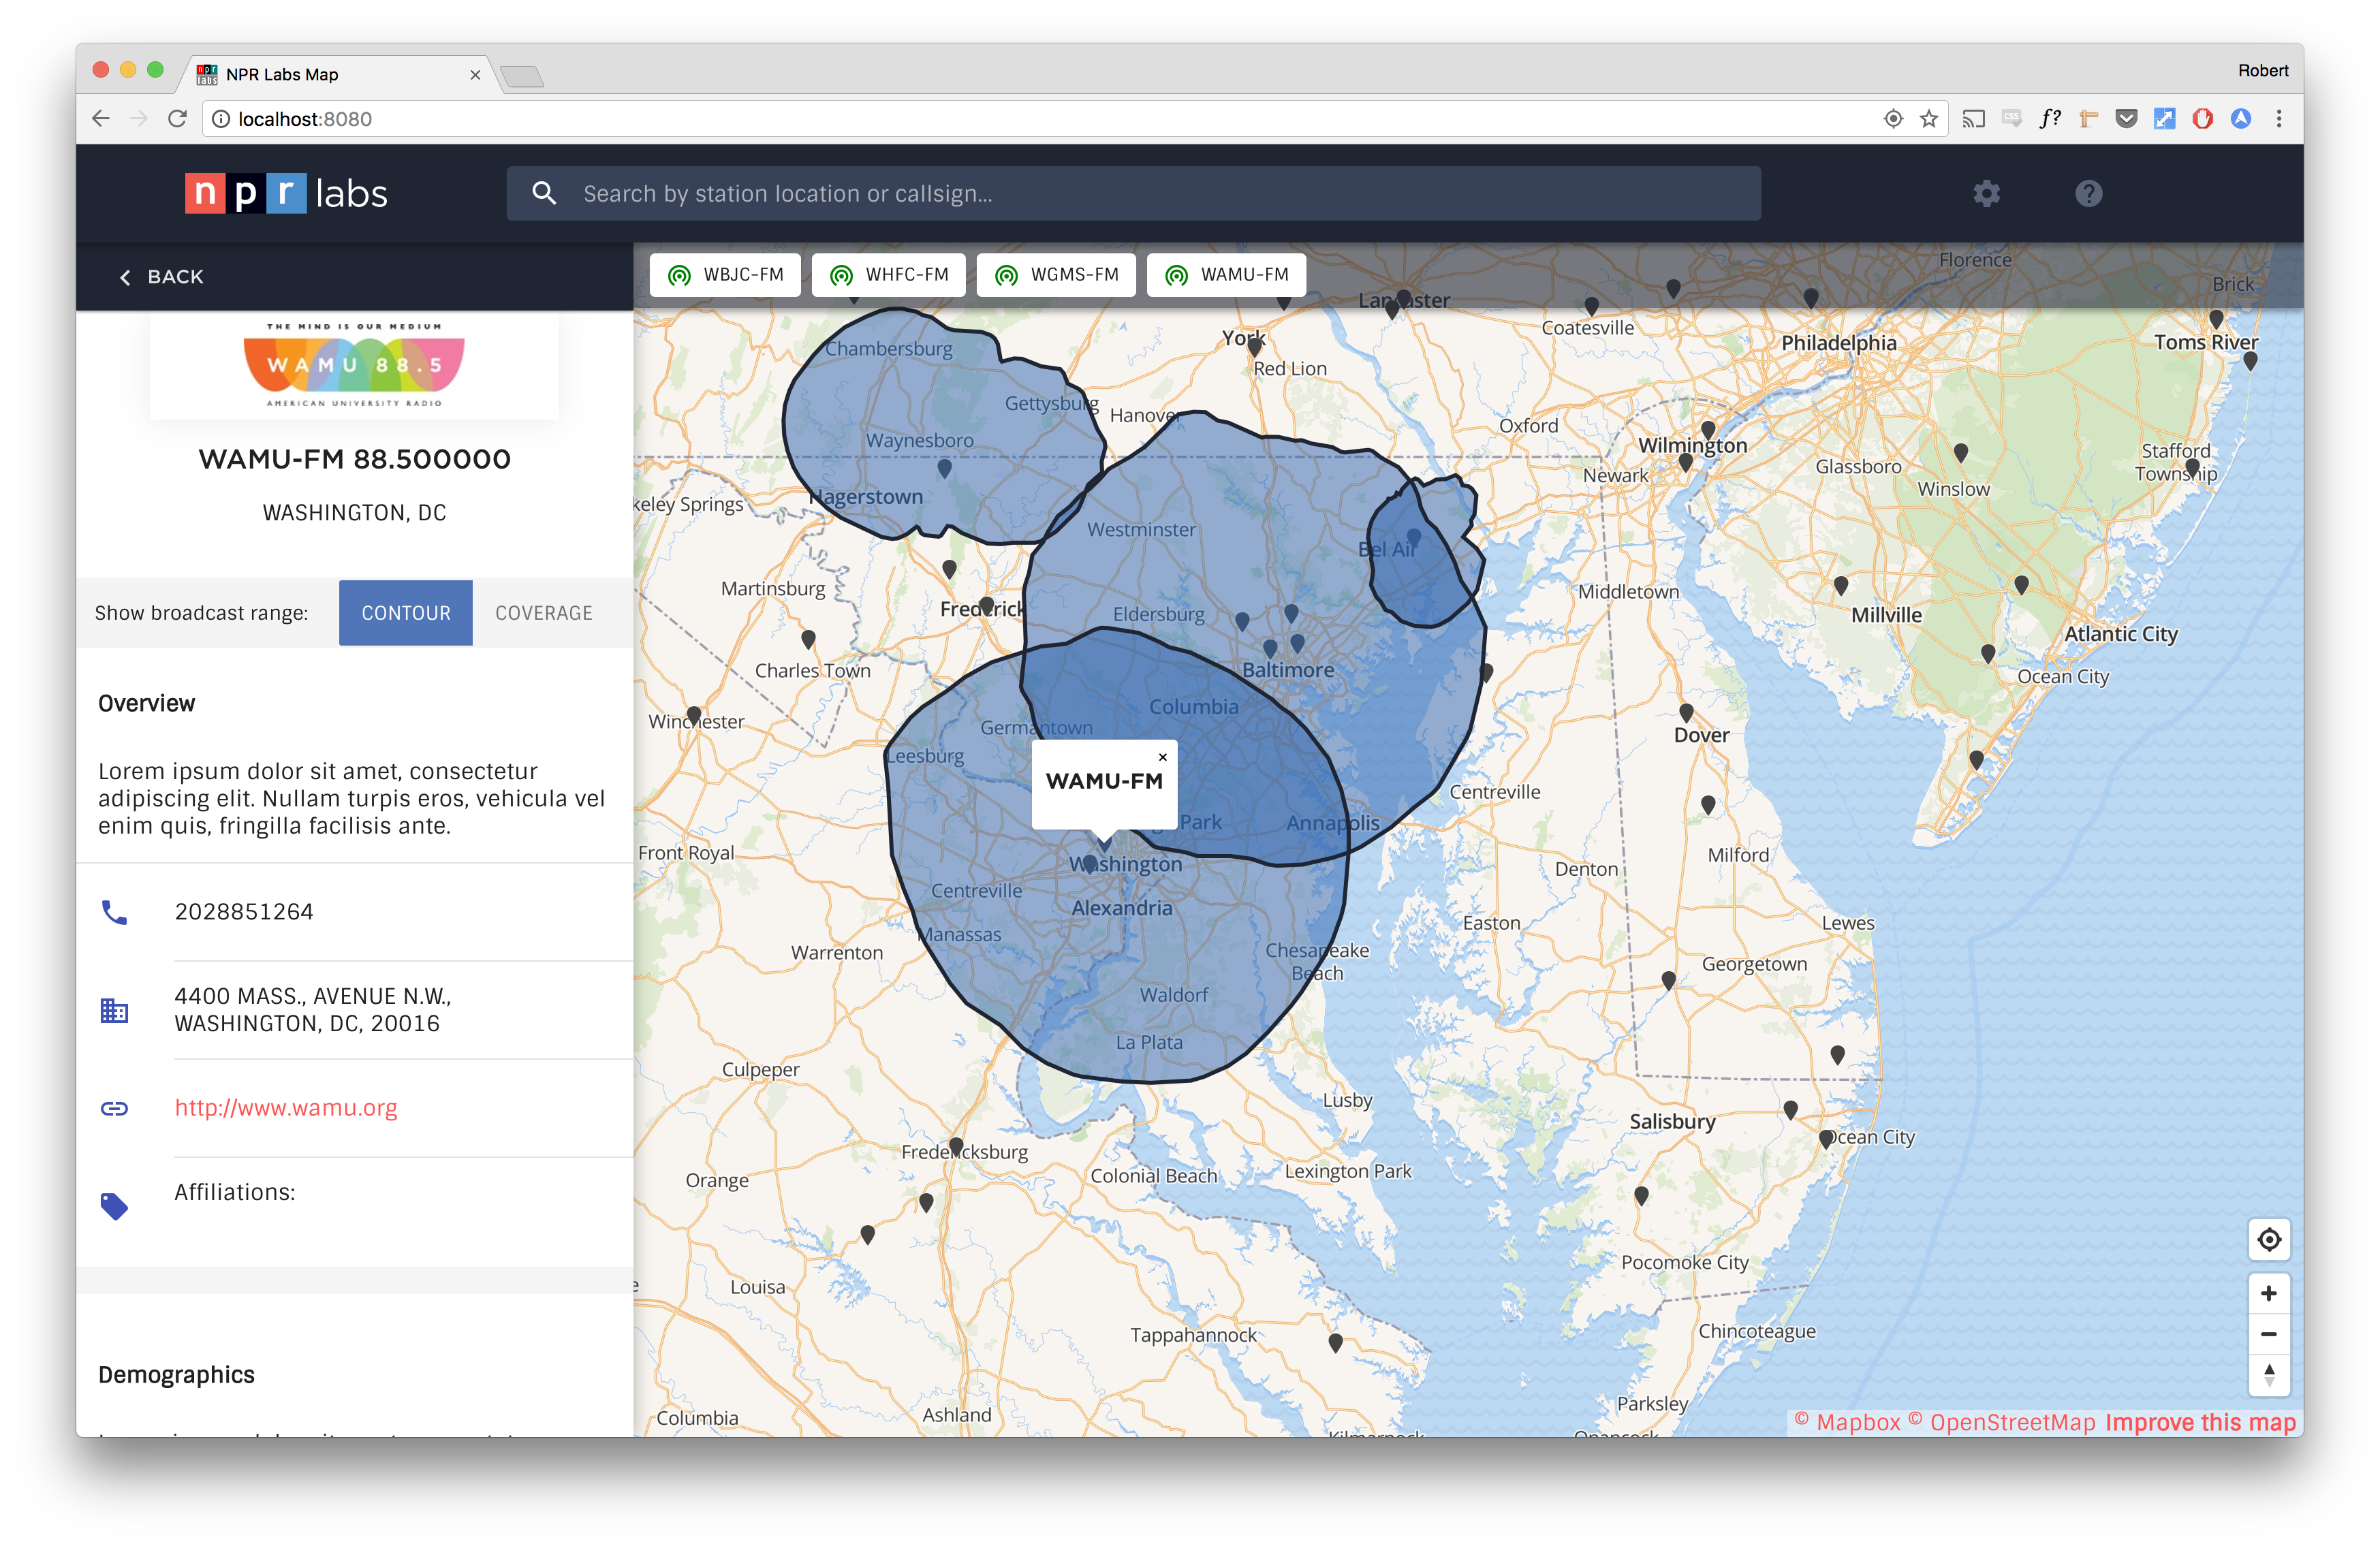 NPR Labs Map
Robert
localhost:8080
npr labs
Search by station location or callsign...
BACK
WBJC-FM
WHFC-FM
WGMS-FM
WAMU-FM
THE MIND IS OUR MEDIUM
WAMU 88.5
AMERICAN UNIVERSITY RADIO
WAMU-FM 88.500000
WASHINGTON, DC
Show broadcast range:
CONTOUR
COVERAGE
Overview
Lorem ipsum dolor sit amet, consectetur
adipiscing elit. Nullam turpis eros, vehicula vel
enim quis, fringilla facilisis ante.
2028851264
4400 MASS., AVENUE N.W.,
WASHINGTON, DC, 20016
http://www.wamu.org
Affiliations:
Demographics
Florence
Brick
Lancaster
Coatesville
York
Red Lion
Philadelphia
Toms River
Chambersburg
Gettysburg
Hanover
Oxford
Waynesboro
Wilmington
Glassboro
Stafford
Township
Newark
Winslow
Hagerstown
keley Springs
Westminster
Bel Air
Martinsburg
Frederick
Eldersburg
Middletown
Millville
Atlantic City
Charles Town
Baltimore
Ocean City
Columbia
Winchester
Germantown
Dover
Leesburg
WAMU-FM
Centreville
Park
Annapolis
Front Royal
Washington
Milford
Denton
Centreville
Alexandria
Easton
Lewes
Manassas
Warrenton
Chesapeake
Beach
Georgetown
Waldorf
La Plata
Culpeper
Lusby
Salisbury
Ocean City
Fredericksburg
Orange
Colonial Beach
Lexington Park
Pocomoke City
Louisa
Tappahannock
Chincoteague
Parksley
Columbia
Ashland
Kilmarnock
Onancock
© Mapbox © OpenStreetMap Improve this map